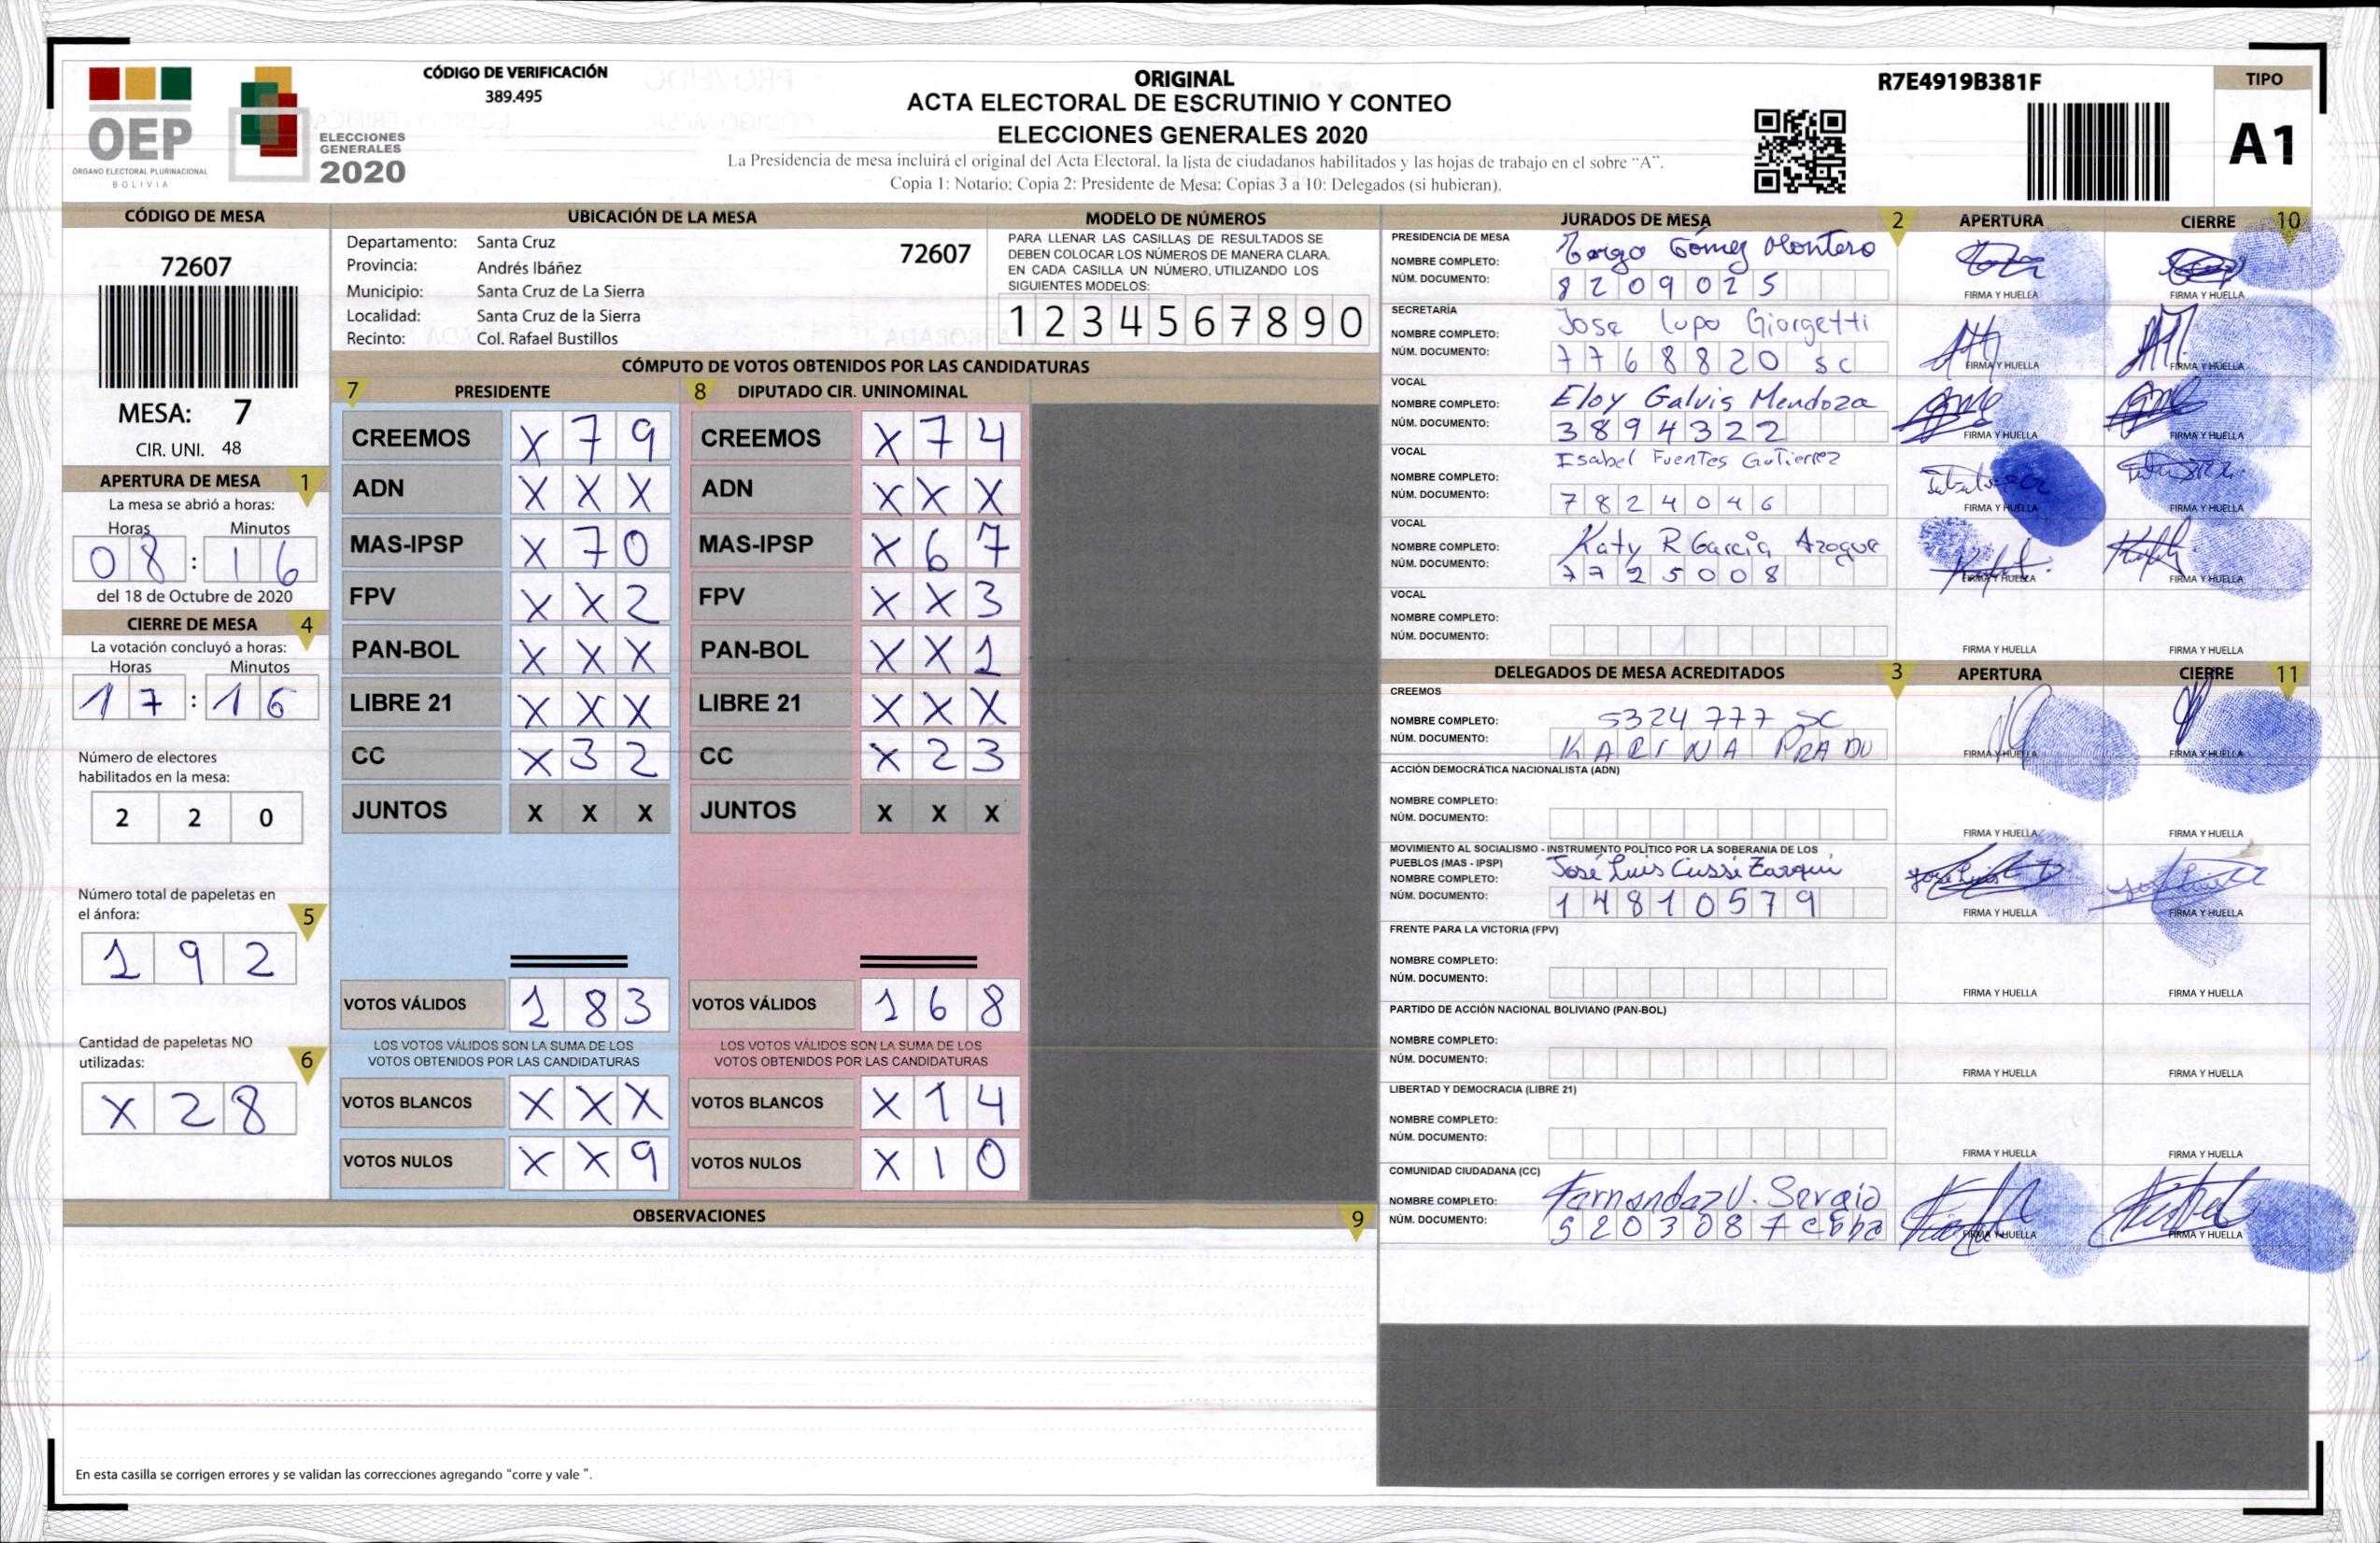 OEP
ÓRGANO ELECTORAL PLURINACIONAL
BOLIVIA
ELECCIONES
GENERALES
2020
CÓDIGO DE VERIFICACIÓN
389.495
ORIGINAL
ACTA ELECTORAL DE ESCRUTINIO Y CONTEO
ELECCIONES GENERALES 2020
La Presidencia de mesa incluirá el original del Acta Electoral, la lista de ciudadanos habilitados y las hojas de trabajo en el sobre "A".
Copia 1: Notario; Copia 2: Presidente de Mesa; Copias 3 a 10: Delegados (si hubieran).
R7E4919B381F
TIPO
A1
CÓDIGO DE MESA
72607
MESA: 7
CIR. UNI. 48
APERTURA DE MESA 1
La mesa se abrió a horas:
Horas Minutos
08 : 16
del 18 de Octubre de 2020
CIERRE DE MESA 4
La votación concluyó a horas:
Horas Minutos
17 : 16
Número de electores
habilitados en la mesa:
2 2 0
Número total de papeletas en
el ánfora: 5
1 9 2
Cantidad de papeletas NO
utilizadas: 6
X 2 8
UBICACIÓN DE LA MESA
Departamento: Santa Cruz 72607
Provincia: Andrés Ibáñez
Municipio: Santa Cruz de La Sierra
Localidad: Santa Cruz de la Sierra
Recinto: Col. Rafael Bustillos
MODELO DE NÚMEROS
PARA LLENAR LAS CASILLAS DE RESULTADOS SE
DEBEN COLOCAR LOS NÚMEROS DE MANERA CLARA.
EN CADA CASILLA UN NÚMERO, UTILIZANDO LOS
SIGUIENTES MODELOS:
1 2 3 4 5 6 7 8 9 0
CÓMPUTO DE VOTOS OBTENIDOS POR LAS CANDIDATURAS
7 PRESIDENTE 8 DIPUTADO CIR. UNINOMINAL
CREEMOS X 7 9 CREEMOS X 7 4
ADN X X X ADN X X X
MAS-IPSP X 7 0 MAS-IPSP X 6 7
FPV X X 2 FPV X X 3
PAN-BOL X X X PAN-BOL X X 1
LIBRE 21 X X X LIBRE 21 X X X
CC X 3 2 CC X 2 3
JUNTOS X X X JUNTOS X X X
VOTOS VÁLIDOS 1 8 3 VOTOS VÁLIDOS 1 6 8
LOS VOTOS VÁLIDOS SON LA SUMA DE LOS LOS VOTOS VÁLIDOS SON LA SUMA DE LOS
VOTOS OBTENIDOS POR LAS CANDIDATURAS VOTOS OBTENIDOS POR LAS CANDIDATURAS
VOTOS BLANCOS X X X VOTOS BLANCOS X 1 4
VOTOS NULOS X X 9 VOTOS NULOS X 1 0
OBSERVACIONES 9
En esta casilla se corrigen errores y se validan las correcciones agregando "corre y vale ".
JURADOS DE MESA 2 APERTURA CIERRE 10
PRESIDENCIA DE MESA
NOMBRE COMPLETO: Gómez Montero
NÚM. DOCUMENTO: 8209025
FIRMA Y HUELLA FIRMA Y HUELLA
SECRETARÍA
NOMBRE COMPLETO: Jose Lupo Giorgetti
NÚM. DOCUMENTO: 7768820 SC
FIRMA Y HUELLA FIRMA Y HUELLA
VOCAL
NOMBRE COMPLETO: Eloy Galvis Mendoza
NÚM. DOCUMENTO: 3894322
FIRMA Y HUELLA FIRMA Y HUELLA
VOCAL
Isabel Fuentes Gutierrez
NOMBRE COMPLETO:
NÚM. DOCUMENTO: 7824046
FIRMA Y HUELLA FIRMA Y HUELLA
VOCAL
NOMBRE COMPLETO: Katy R Garcia Azogue
NÚM. DOCUMENTO: 7725008
FIRMA Y HUELLA FIRMA Y HUELLA
VOCAL
NOMBRE COMPLETO:
NÚM. DOCUMENTO:
FIRMA Y HUELLA FIRMA Y HUELLA
DELEGADOS DE MESA ACREDITADOS 3 APERTURA CIERRE 11
CREEMOS
NOMBRE COMPLETO: 5324777 SC
NÚM. DOCUMENTO: KARINA PRADO
FIRMA Y HUELLA FIRMA Y HUELLA
ACCIÓN DEMOCRÁTICA NACIONALISTA (ADN)
NOMBRE COMPLETO:
NÚM. DOCUMENTO:
FIRMA Y HUELLA FIRMA Y HUELLA
MOVIMIENTO AL SOCIALISMO - INSTRUMENTO POLÍTICO POR LA SOBERANIA DE LOS
PUEBLOS (MAS - IPSP)
NOMBRE COMPLETO: José Luis Cussi
NÚM. DOCUMENTO: 14810579
FIRMA Y HUELLA FIRMA Y HUELLA
FRENTE PARA LA VICTORIA (FPV)
NOMBRE COMPLETO:
NÚM. DOCUMENTO:
FIRMA Y HUELLA FIRMA Y HUELLA
PARTIDO DE ACCIÓN NACIONAL BOLIVIANO (PAN-BOL)
NOMBRE COMPLETO:
NÚM. DOCUMENTO:
FIRMA Y HUELLA FIRMA Y HUELLA
LIBERTAD Y DEMOCRACIA (LIBRE 21)
NOMBRE COMPLETO:
NÚM. DOCUMENTO:
FIRMA Y HUELLA FIRMA Y HUELLA
COMUNIDAD CIUDADANA (CC)
NOMBRE COMPLETO: Sergio
NÚM. DOCUMENTO: 5203087 cbba
FIRMA Y HUELLA FIRMA Y HUELLA